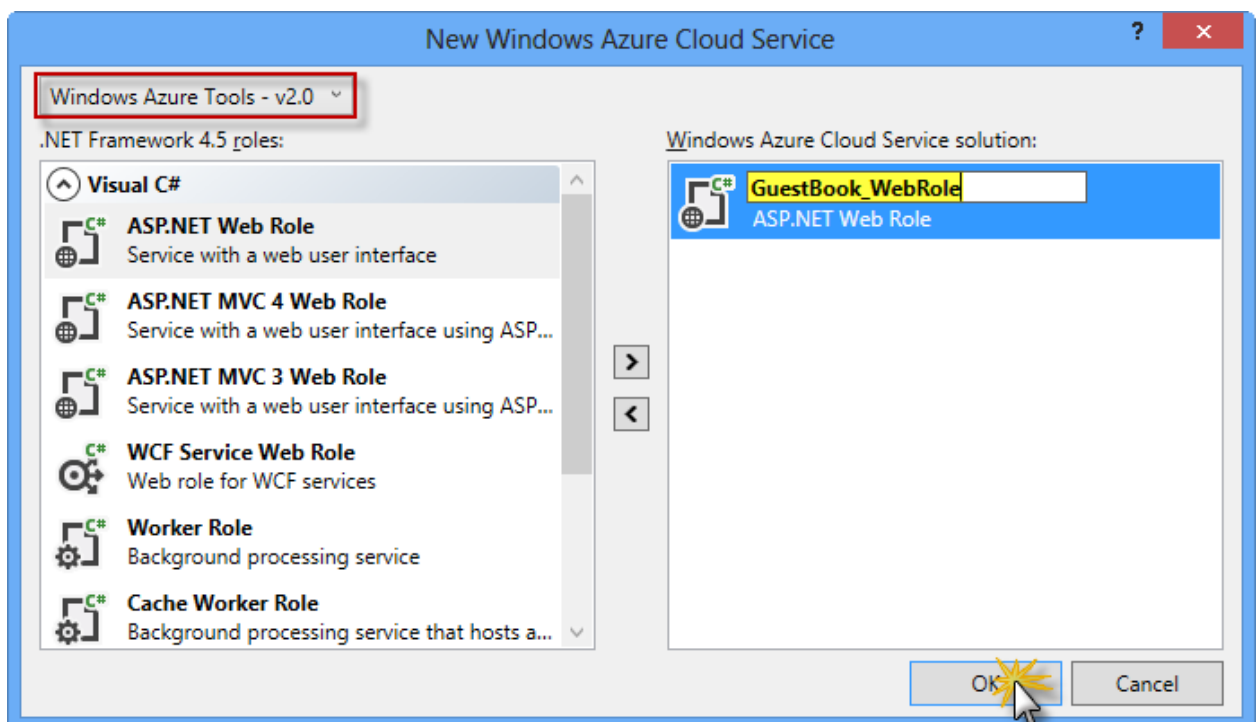 New Windows Azure Cloud Service
?
Windows Azure Tools - v2.0
.NET Framework 4.5 roles:
Visual C#
C#
ASP.NET Web Role
Service with a web user interface
C#
ASP.NET MVC 4 Web Role
Service with a web user interface using ASP...
C#
ASP.NET MVC 3 Web Role
Service with a web user interface using ASP...
C#
WCF Service Web Role
Web role for WCF services
C#
Worker Role
Background processing service
C#
Cache Worker Role
Background processing service that hosts a...
Windows Azure Cloud Service solution:
C#
GuestBook_WebRole
ASP.NET Web Role
OK
Cancel